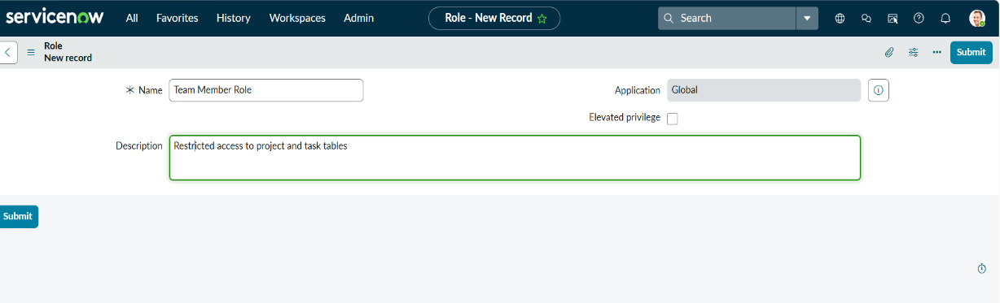 servicenow All Favorites History Workspaces Admin Role - New Record Search
Role
New record
Submit
Name Team Member Role Application Global
Elevated privilege
Description Restricted access to project and task tables
Submit